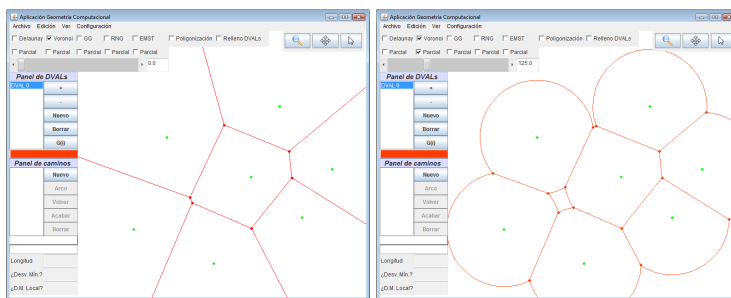 Aplicación Geometría Computacional
Archivo Edición Ver Configuración
Delaunay Voronoi GG RNG EMST Poligonización Relleno DVALs
Parcial Parcial Parcial Parcial Parcial
0.0
Panel de DVALs
DVAL 0
+
-
Nuevo
Borrar
G(i)
Panel de caminos
Nuevo
Arco
Volver
Acabar
Borrar
Longitud
¿Desv. Mín.?
¿D.M. Local?
Aplicación Geometría Computacional
Archivo Edición Ver Configuración
Delaunay Voronoi GG RNG EMST Poligonización Relleno DVALs
Parcial Parcial Parcial Parcial Parcial
125.0
Panel de DVALs
DVAL 0
+
-
Nuevo
Borrar
G(i)
Panel de caminos
Nuevo
Arco
Volver
Acabar
Borrar
Longitud
¿Desv. Mín.?
¿D.M. Local?